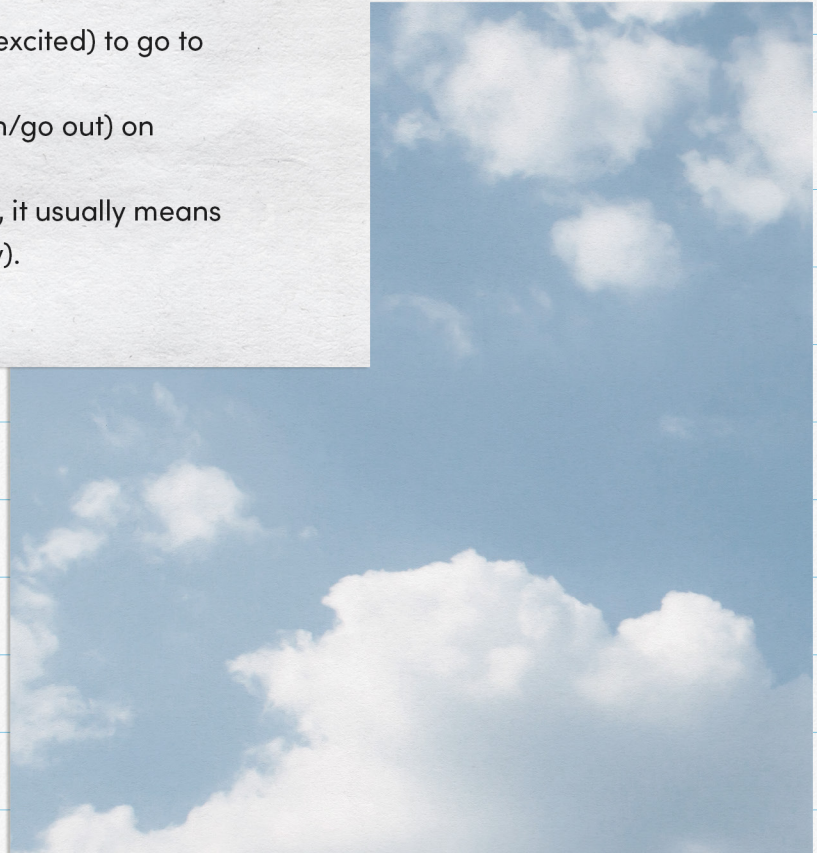 excited) to go to
/go out) on
, it usually means
).